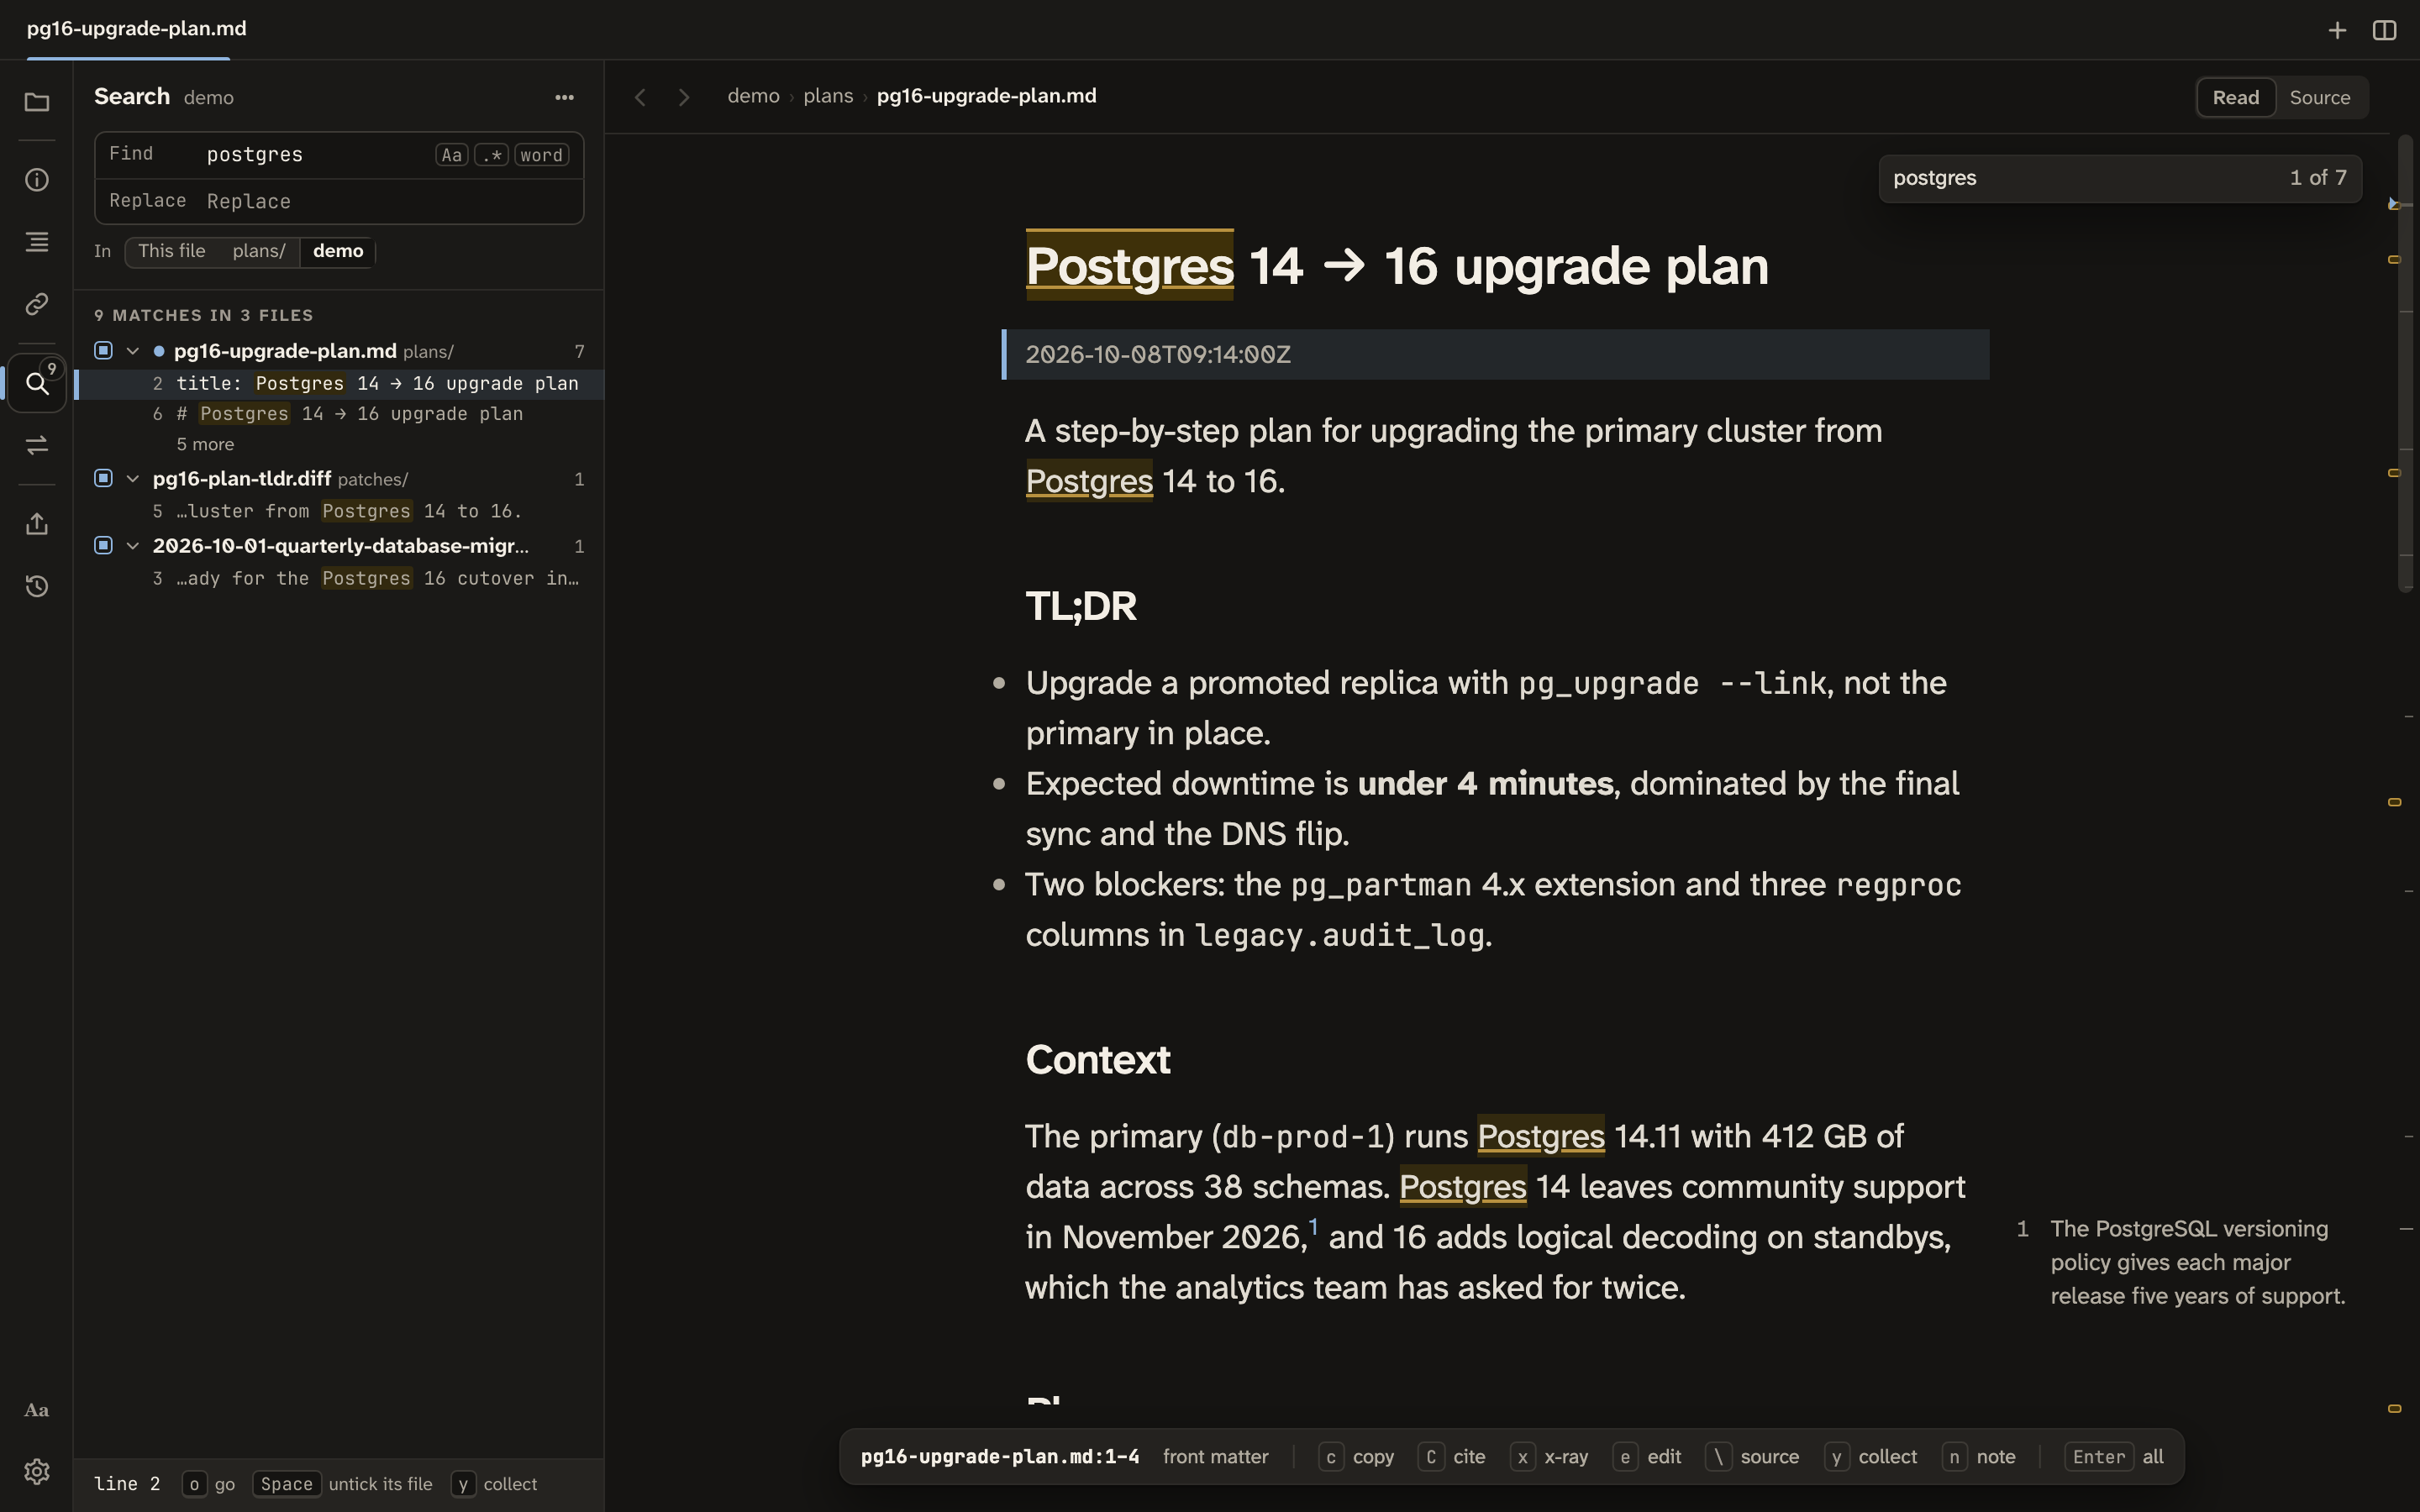 pg16-upgrade-plan.md
Search demo
Find postgres Aa .* word
Replace Replace
In This file plans/ demo
9 MATCHES IN 3 FILES
pg16-upgrade-plan.md plans/ 7
2 title: Postgres 14 → 16 upgrade plan
6 # Postgres 14 → 16 upgrade plan
5 more
pg16-plan-tldr.diff patches/ 1
5 …luster from Postgres 14 to 16.
2026-10-01-quarterly-database-migr… 1
3 …ady for the Postgres 16 cutover in…
9
Aa
line 2 o go Space untick its file y collect
demo › plans › pg16-upgrade-plan.md
Read Source
postgres 1 of 7
Postgres 14 → 16 upgrade plan
2026-10-08T09:14:00Z
A step-by-step plan for upgrading the primary cluster from
Postgres 14 to 16.
TL;DR
• Upgrade a promoted replica with pg_upgrade --link, not the
primary in place.
• Expected downtime is under 4 minutes, dominated by the final
sync and the DNS flip.
• Two blockers: the pg_partman 4.x extension and three regproc
columns in legacy.audit_log.
Context
The primary (db-prod-1) runs Postgres 14.11 with 412 GB of
data across 38 schemas. Postgres 14 leaves community support
in November 2026,1 and 16 adds logical decoding on standbys,
which the analytics team has asked for twice.
1 The PostgreSQL versioning
policy gives each major
release five years of support.
pg16-upgrade-plan.md:1–4 front matter c copy C cite x x-ray e edit \ source y collect n note Enter all